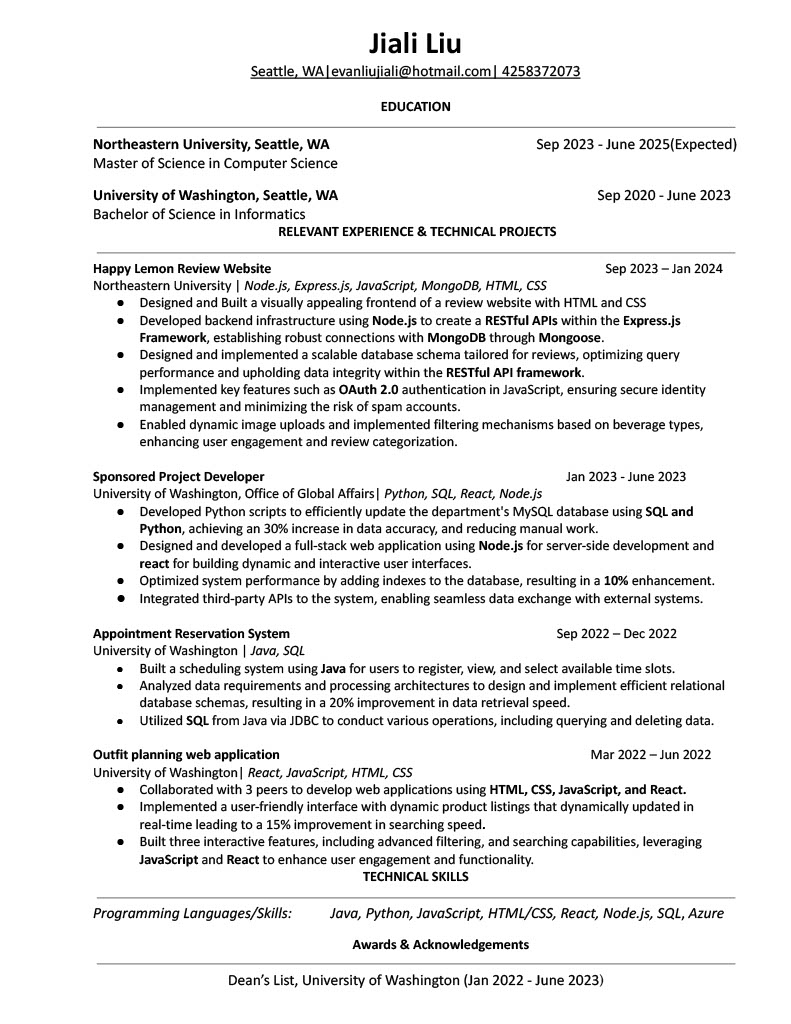 Jiali Liu
Seattle, WA|evanliujiali@hotmail.com| 4258372073
EDUCATION
Northeastern University, Seattle, WA Sep 2023 - June 2025(Expected)
Master of Science in Computer Science
University of Washington, Seattle, WA Sep 2020 - June 2023
Bachelor of Science in Informatics
RELEVANT EXPERIENCE & TECHNICAL PROJECTS
Happy Lemon Review Website Sep 2023 – Jan 2024
Northeastern University | Node.js, Express.js, JavaScript, MongoDB, HTML, CSS
● Designed and Built a visually appealing frontend of a review website with HTML and CSS
● Developed backend infrastructure using Node.js to create a RESTful APIs within the Express.js
Framework, establishing robust connections with MongoDB through Mongoose.
● Designed and implemented a scalable database schema tailored for reviews, optimizing query
performance and upholding data integrity within the RESTful API framework.
● Implemented key features such as OAuth 2.0 authentication in JavaScript, ensuring secure identity
management and minimizing the risk of spam accounts.
● Enabled dynamic image uploads and implemented filtering mechanisms based on beverage types,
enhancing user engagement and review categorization.
Sponsored Project Developer Jan 2023 - June 2023
University of Washington, Office of Global Affairs| Python, SQL, React, Node.js
● Developed Python scripts to efficiently update the department's MySQL database using SQL and
Python, achieving an 30% increase in data accuracy, and reducing manual work.
● Designed and developed a full-stack web application using Node.js for server-side development and
react for building dynamic and interactive user interfaces.
● Optimized system performance by adding indexes to the database, resulting in a 10% enhancement.
● Integrated third-party APIs to the system, enabling seamless data exchange with external systems.
Appointment Reservation System Sep 2022 – Dec 2022
University of Washington | Java, SQL
● Built a scheduling system using Java for users to register, view, and select available time slots.
● Analyzed data requirements and processing architectures to design and implement efficient relational
database schemas, resulting in a 20% improvement in data retrieval speed.
● Utilized SQL from Java via JDBC to conduct various operations, including querying and deleting data.
Outfit planning web application Mar 2022 – Jun 2022
University of Washington| React, JavaScript, HTML, CSS
● Collaborated with 3 peers to develop web applications using HTML, CSS, JavaScript, and React.
● Implemented a user-friendly interface with dynamic product listings that dynamically updated in
real-time leading to a 15% improvement in searching speed.
● Built three interactive features, including advanced filtering, and searching capabilities, leveraging
JavaScript and React to enhance user engagement and functionality.
TECHNICAL SKILLS
Programming Languages/Skills: Java, Python, JavaScript, HTML/CSS, React, Node.js, SQL, Azure
Awards & Acknowledgements
Dean’s List, University of Washington (Jan 2022 - June 2023)